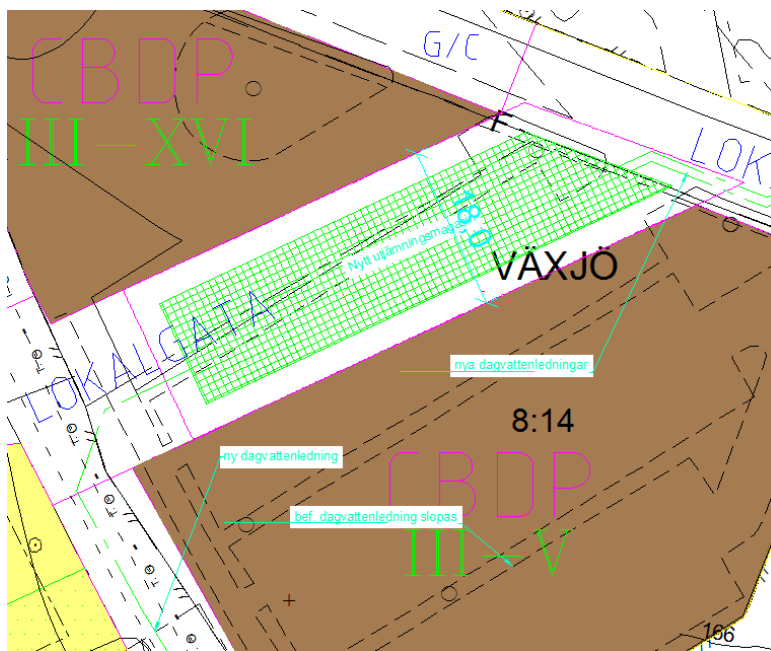 G/C
CBDP
III-XVI
F
LOK
18,0
Nytt utjämningsmaga
VÄXJÖ
LOKALGATA
nya dagvattenledningar
8:14
ny dagvattenledning
CBDP
bef. dagvattenledning slopas
III-V
166